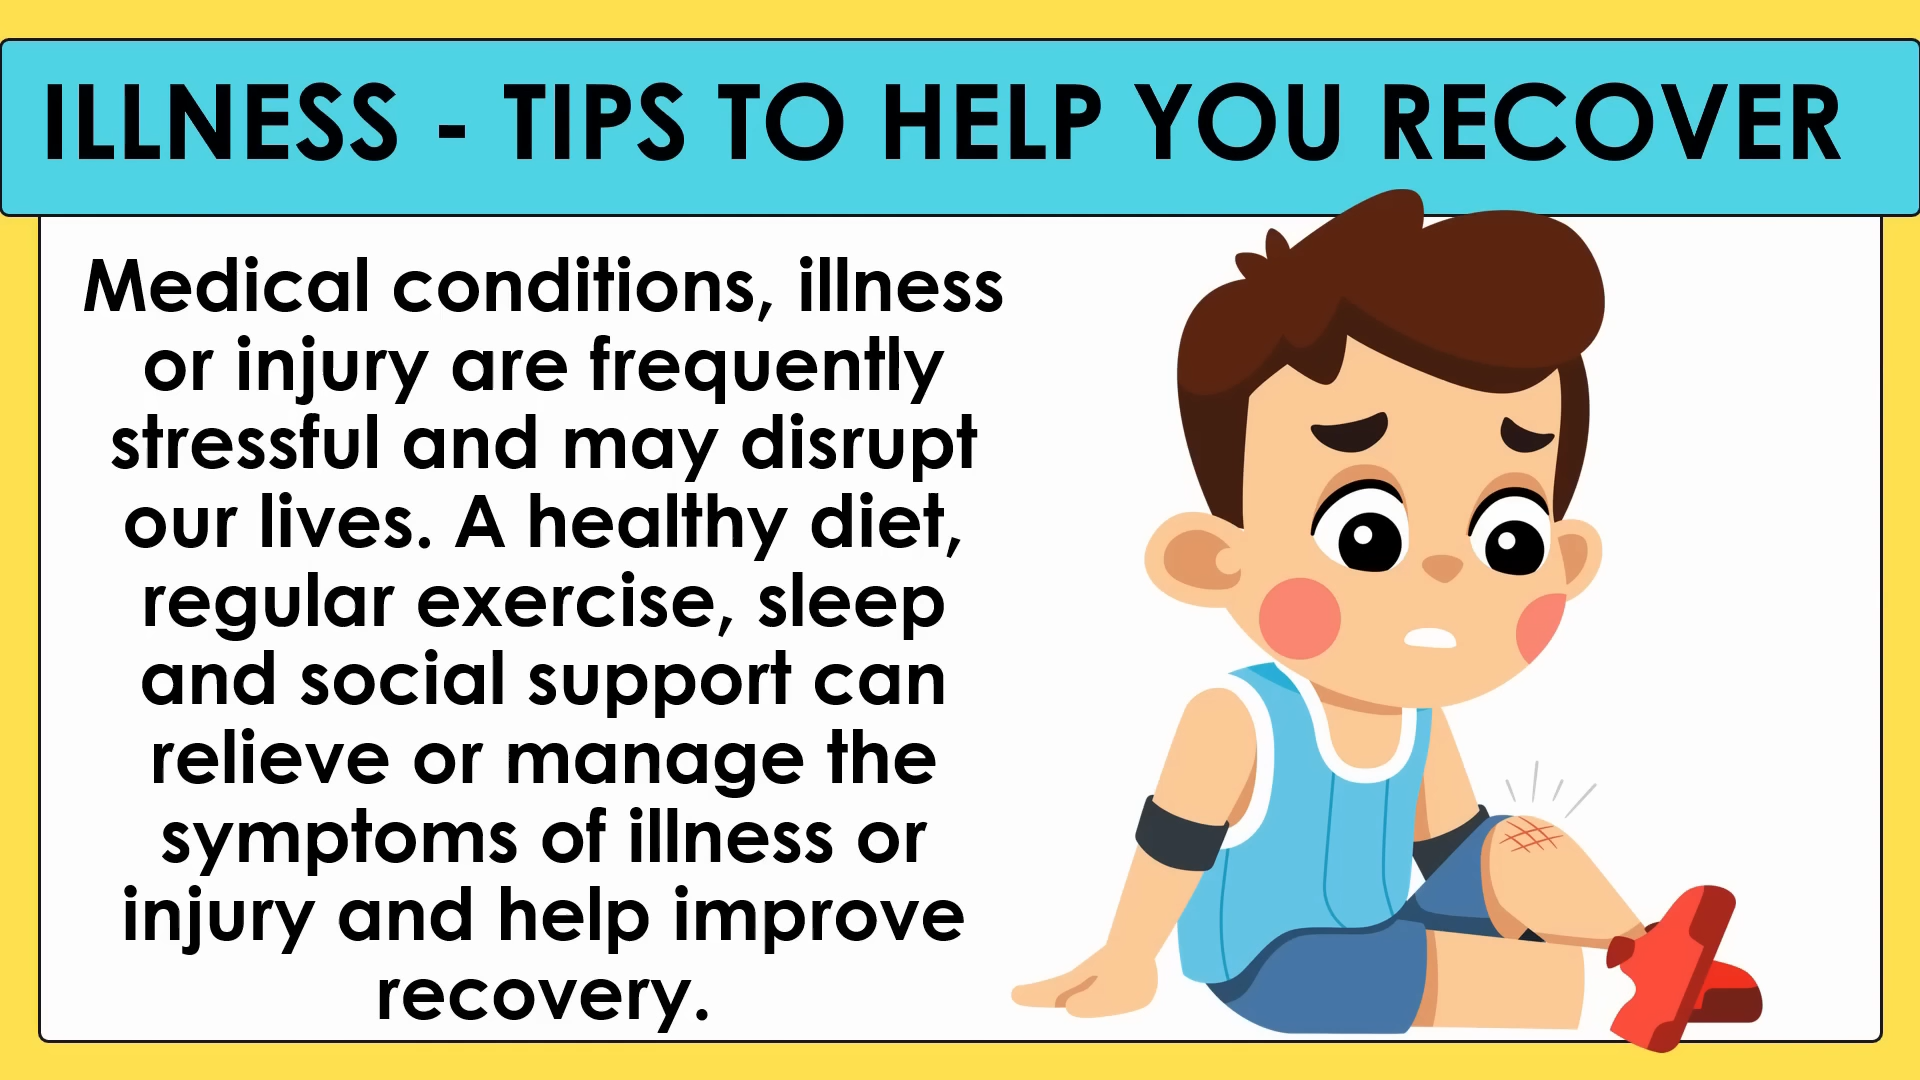 ILLNESS - TIPS TO HELP YOU RECOVER
Medical conditions, illness
or injury are frequently
stressful and may disrupt
our lives. A healthy diet,
regular exercise, sleep
and social support can
relieve or manage the
symptoms of illness or
injury and help improve
recovery.